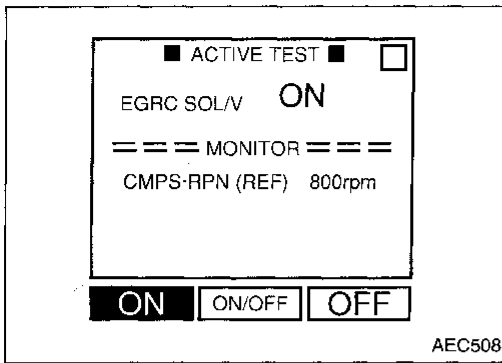 ■ ACTIVE TEST ■
EGRC SOL/V ON
=== MONITOR ===
CMPS·RPN (REF) 800rpm
ON ON/OFF OFF
AEC508